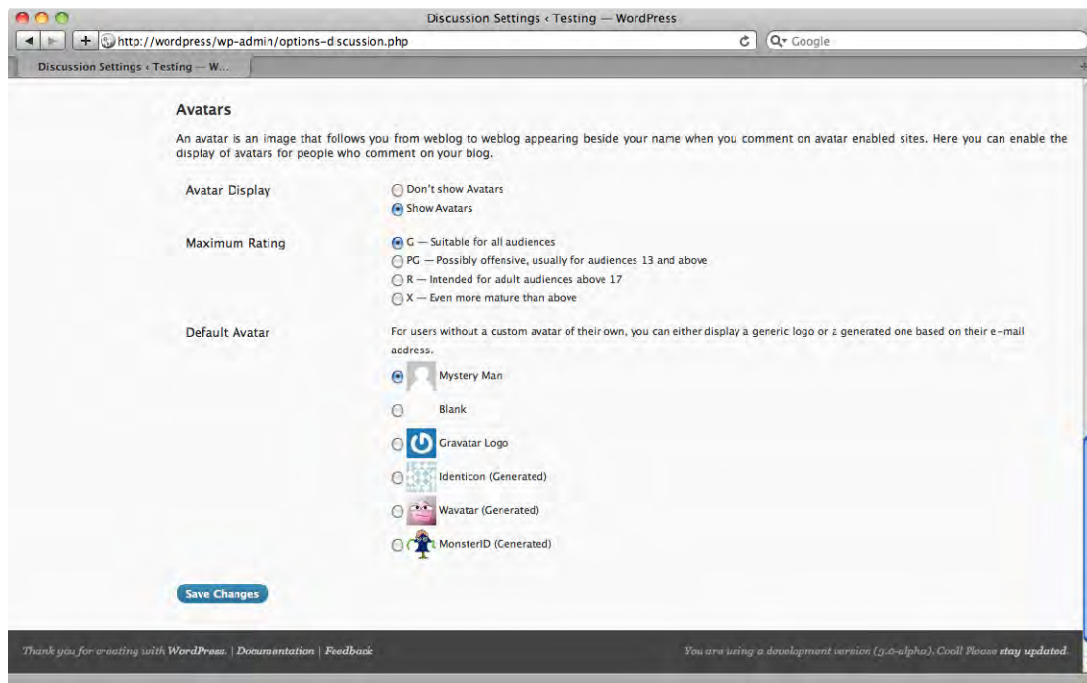 Discussion Settings ‹ Testing — WordPress
http://wordpress/wp-admin/options-discussion.php
Google
Discussion Settings ‹ Testing — W...
Avatars
An avatar is an image that follows you from weblog to weblog appearing beside your name when you comment on avatar enabled sites. Here you can enable the
display of avatars for people who comment on your blog.
Avatar Display
Don't show Avatars
Show Avatars
Maximum Rating
G — Suitable for all audiences
PG — Possibly offensive, usually for audiences 13 and above
R — Intended for adult audiences above 17
X — Even more mature than above
Default Avatar
For users without a custom avatar of their own, you can either display a generic logo or a generated one based on their e-mail
address.
Mystery Man
Blank
Gravatar Logo
Identicon (Generated)
Wavatar (Generated)
MonsterID (Generated)
Save Changes
Thank you for creating with WordPress. | Documentation | Feedback
You are using a development version (3.0-alpha). Cool! Please stay updated.